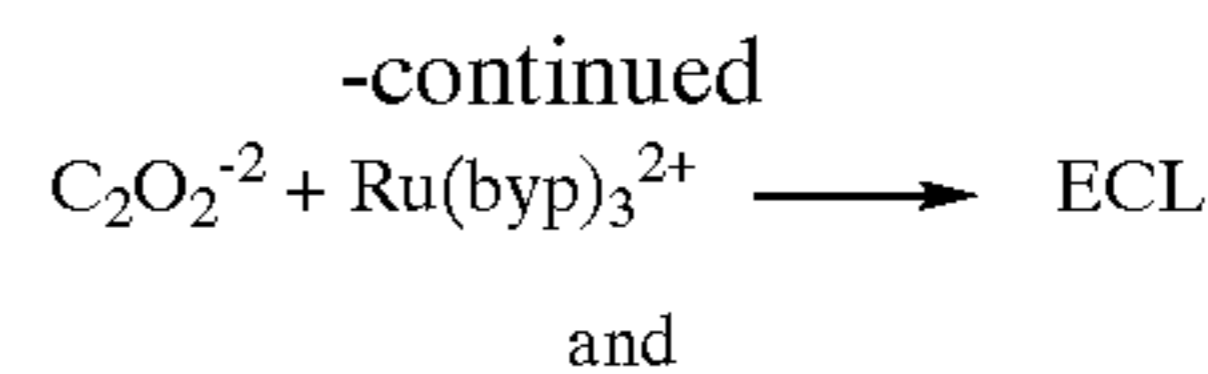 -continued
C₂O₂⁻² + Ru(byp)₃²⁺ ⟶ ECL
and